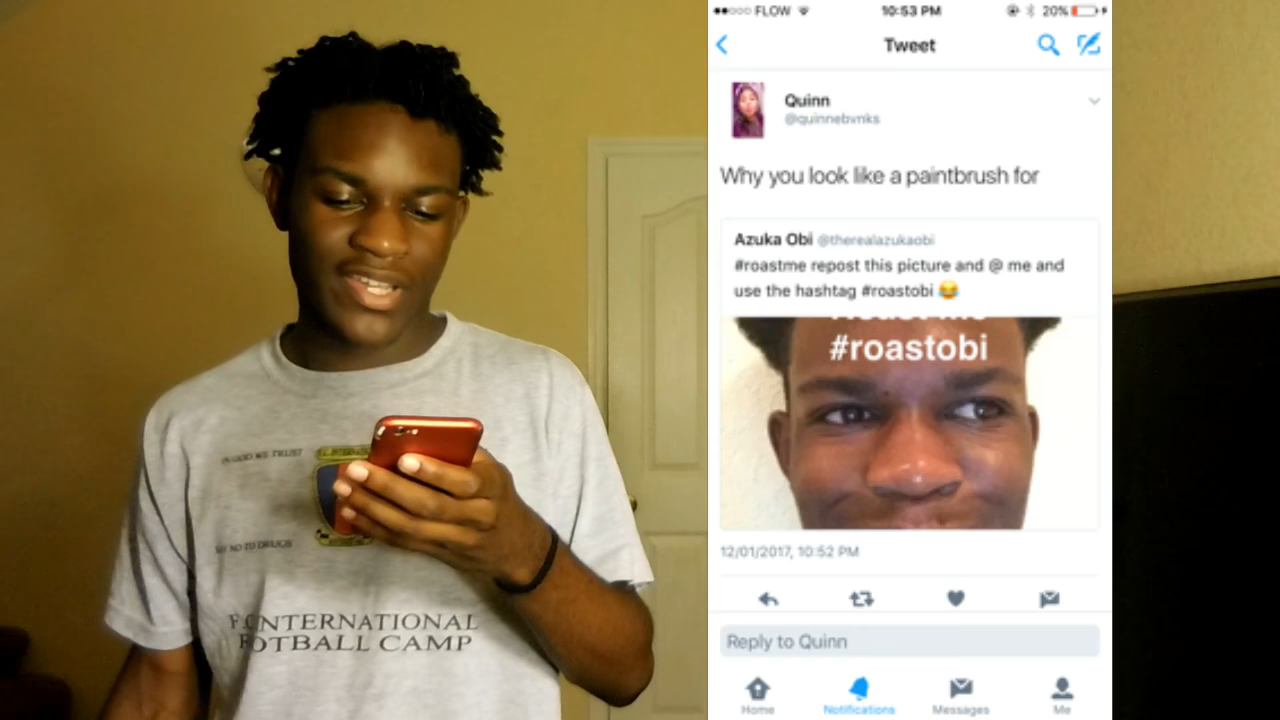 IN GOD WE TRUST
SAY NO TO DRUGS
INTERNATIONAL
FOOTBALL CAMP
FLOW
10:53 PM
20%
Tweet
Quinn
@quinnebvnks
Why you look like a paintbrush for
Azuka Obi @therealazukaobi
#roastme repost this picture and @ me and
use the hashtag #roastobi 😂
#roastobi
12/01/2017, 10:52 PM
Reply to Quinn
Home
Notifications
Messages
Me